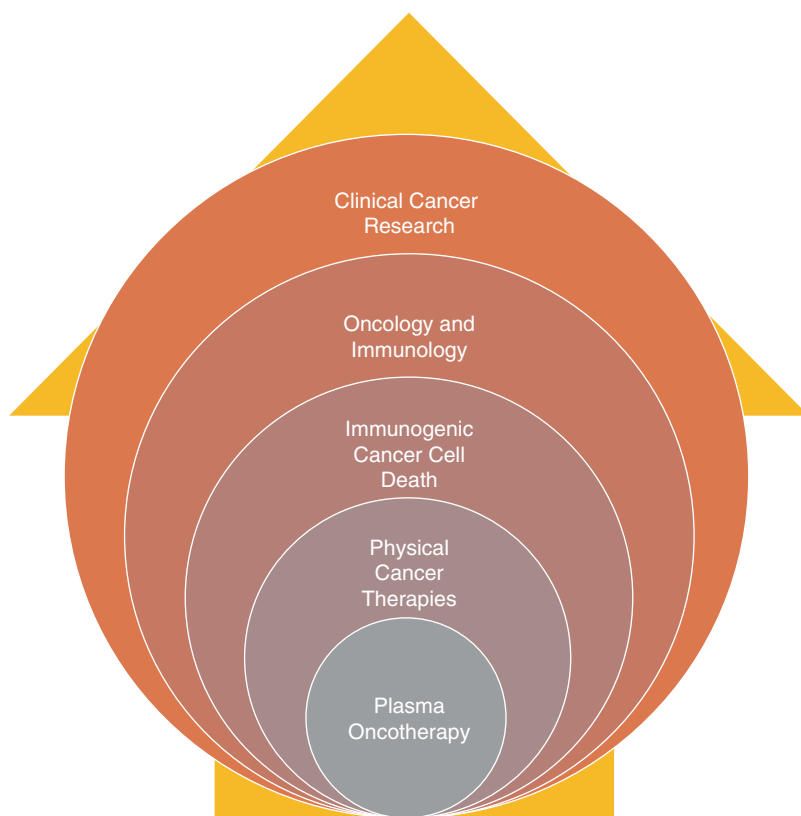 Clinical Cancer
Research
Oncology and
Immunology
Immunogenic
Cancer Cell
Death
Physical
Cancer
Therapies
Plasma
Oncotherapy